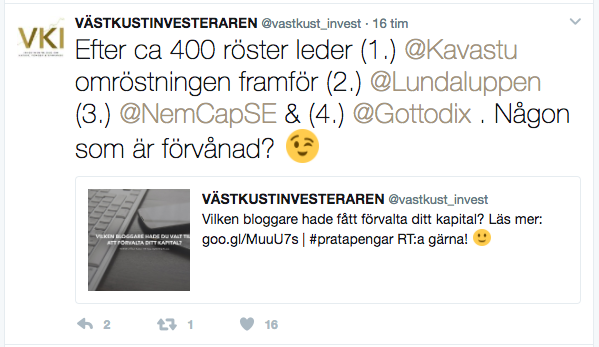 VKI
VÄSTKUSTINVESTERAREN @vastkust_invest · 16 tim
Efter ca 400 röster leder (1.) @Kavastu
omröstningen framför (2.) @Lundaluppen
(3.) @NemCapSE & (4.) @Gottodix . Någon
som är förvånad? 😉
VÄSTKUSTINVESTERAREN @vastkust_invest
Vilken bloggare hade fått förvalta ditt kapital? Läs mer:
goo.gl/MuuU7s | #pratapengar RT:a gärna! 🙂
VILKEN BLOGGARE HADE DU VALT TILL
ATT FÖRVALTA DITT KAPITAL?
2 1 16